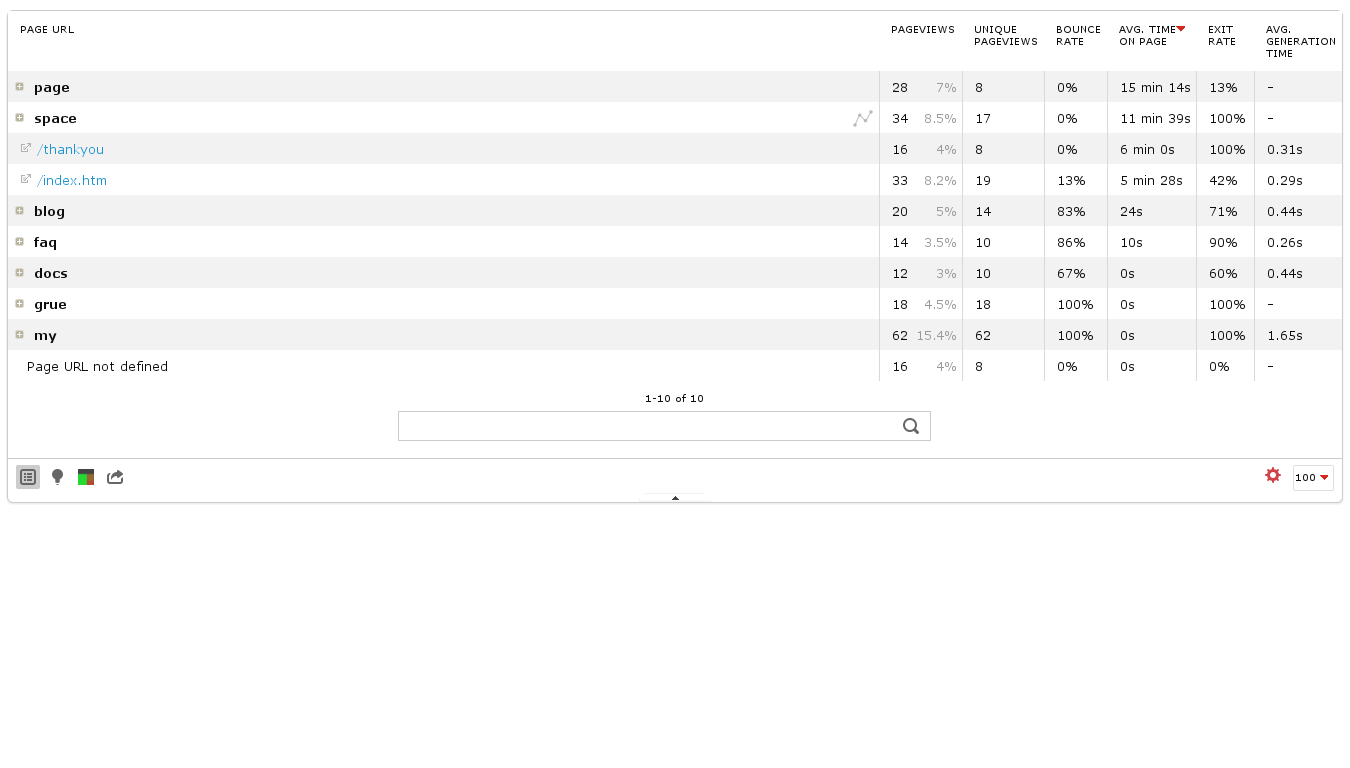 PAGE URL PAGEVIEWS UNIQUE PAGEVIEWS BOUNCE RATE AVG. TIME ON PAGE EXIT RATE AVG. GENERATION TIME
page 28 7% 8 0% 15 min 14s 13% -
space 34 8.5% 17 0% 11 min 39s 100% -
/thankyou 16 4% 8 0% 6 min 0s 100% 0.31s
/index.htm 33 8.2% 19 13% 5 min 28s 42% 0.29s
blog 20 5% 14 83% 24s 71% 0.44s
faq 14 3.5% 10 86% 10s 90% 0.26s
docs 12 3% 10 67% 0s 60% 0.44s
grue 18 4.5% 18 100% 0s 100% -
my 62 15.4% 62 100% 0s 100% 1.65s
Page URL not defined 16 4% 8 0% 0s 0% -
1-10 of 10
100